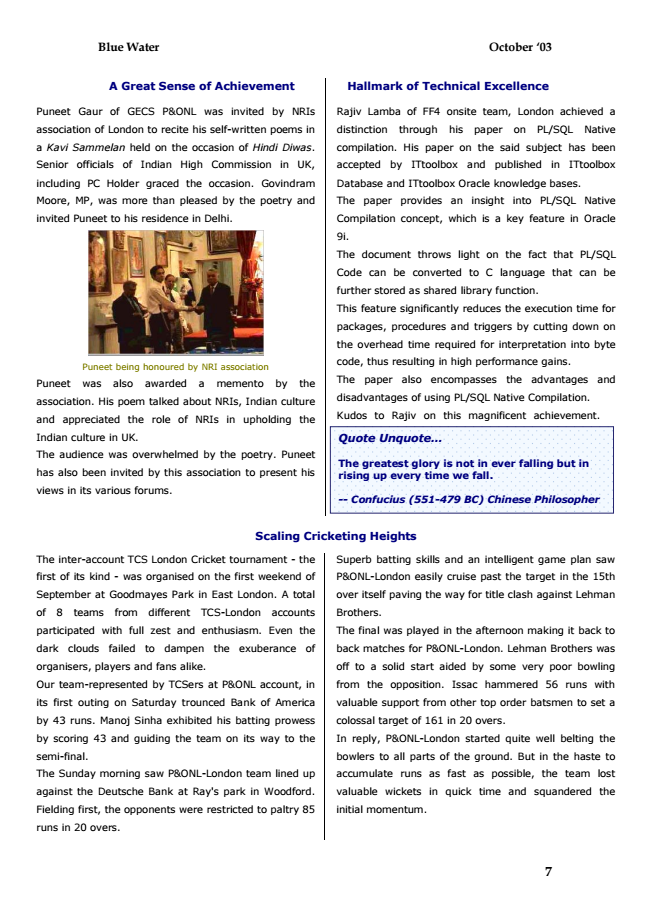 Blue Water
October ‘03
A Great Sense of Achievement
Puneet Gaur of GECS P&ONL was invited by NRIs
association of London to recite his self-written poems in
a Kavi Sammelan held on the occasion of Hindi Diwas.
Senior officials of Indian High Commission in UK,
including PC Holder graced the occasion. Govindram
Moore, MP, was more than pleased by the poetry and
invited Puneet to his residence in Delhi.
Puneet being honoured by NRI association
Puneet was also awarded a memento by the
association. His poem talked about NRIs, Indian culture
and appreciated the role of NRIs in upholding the
Indian culture in UK.
The audience was overwhelmed by the poetry. Puneet
has also been invited by this association to present his
views in its various forums.
Hallmark of Technical Excellence
Rajiv Lamba of FF4 onsite team, London achieved a
distinction through his paper on PL/SQL Native
compilation. His paper on the said subject has been
accepted by ITtoolbox and published in ITtoolbox
Database and ITtoolbox Oracle knowledge bases.
The paper provides an insight into PL/SQL Native
Compilation concept, which is a key feature in Oracle
9i.
The document throws light on the fact that PL/SQL
Code can be converted to C language that can be
further stored as shared library function.
This feature significantly reduces the execution time for
packages, procedures and triggers by cutting down on
the overhead time required for interpretation into byte
code, thus resulting in high performance gains.
The paper also encompasses the advantages and
disadvantages of using PL/SQL Native Compilation.
Kudos to Rajiv on this magnificent achievement.
Quote Unquote…
The greatest glory is not in ever falling but in
rising up every time we fall.
-- Confucius (551-479 BC) Chinese Philosopher
Scaling Cricketing Heights
The inter-account TCS London Cricket tournament - the
first of its kind - was organised on the first weekend of
September at Goodmayes Park in East London. A total
of 8 teams from different TCS-London accounts
participated with full zest and enthusiasm. Even the
dark clouds failed to dampen the exuberance of
organisers, players and fans alike.
Our team-represented by TCSers at P&ONL account, in
its first outing on Saturday trounced Bank of America
by 43 runs. Manoj Sinha exhibited his batting prowess
by scoring 43 and guiding the team on its way to the
semi-final.
The Sunday morning saw P&ONL-London team lined up
against the Deutsche Bank at Ray's park in Woodford.
Fielding first, the opponents were restricted to paltry 85
runs in 20 overs.
Superb batting skills and an intelligent game plan saw
P&ONL-London easily cruise past the target in the 15th
over itself paving the way for title clash against Lehman
Brothers.
The final was played in the afternoon making it back to
back matches for P&ONL-London. Lehman Brothers was
off to a solid start aided by some very poor bowling
from the opposition. Issac hammered 56 runs with
valuable support from other top order batsmen to set a
colossal target of 161 in 20 overs.
In reply, P&ONL-London started quite well belting the
bowlers to all parts of the ground. But in the haste to
accumulate runs as fast as possible, the team lost
valuable wickets in quick time and squandered the
initial momentum.
7